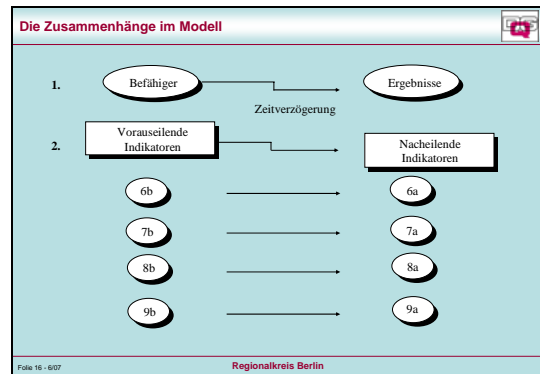 Die Zusammenhänge im Modell
DGQ
1.
Befähiger
Ergebnisse
Zeitverzögerung
2.
Vorauseilende
Indikatoren
Nacheilende
Indikatoren
6b
6a
7b
7a
8b
8a
9b
9a
Folie 16 - 6/07
Regionalkreis Berlin